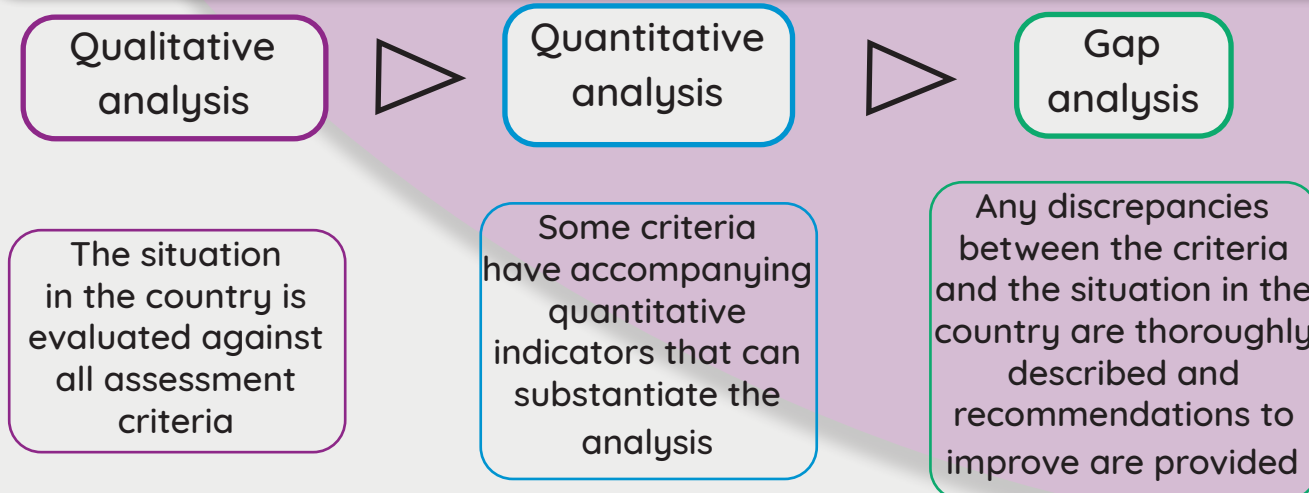 Qualitative
analysis
Quantitative
analysis
Gap
analysis
The situation
in the country is
evaluated against
all assessment
criteria
Some criteria
have accompanying
quantitative
indicators that can
substantiate the
analysis
Any discrepancies
between the criteria
and the situation in the
country are thoroughly
described and
recommendations to
improve are provided